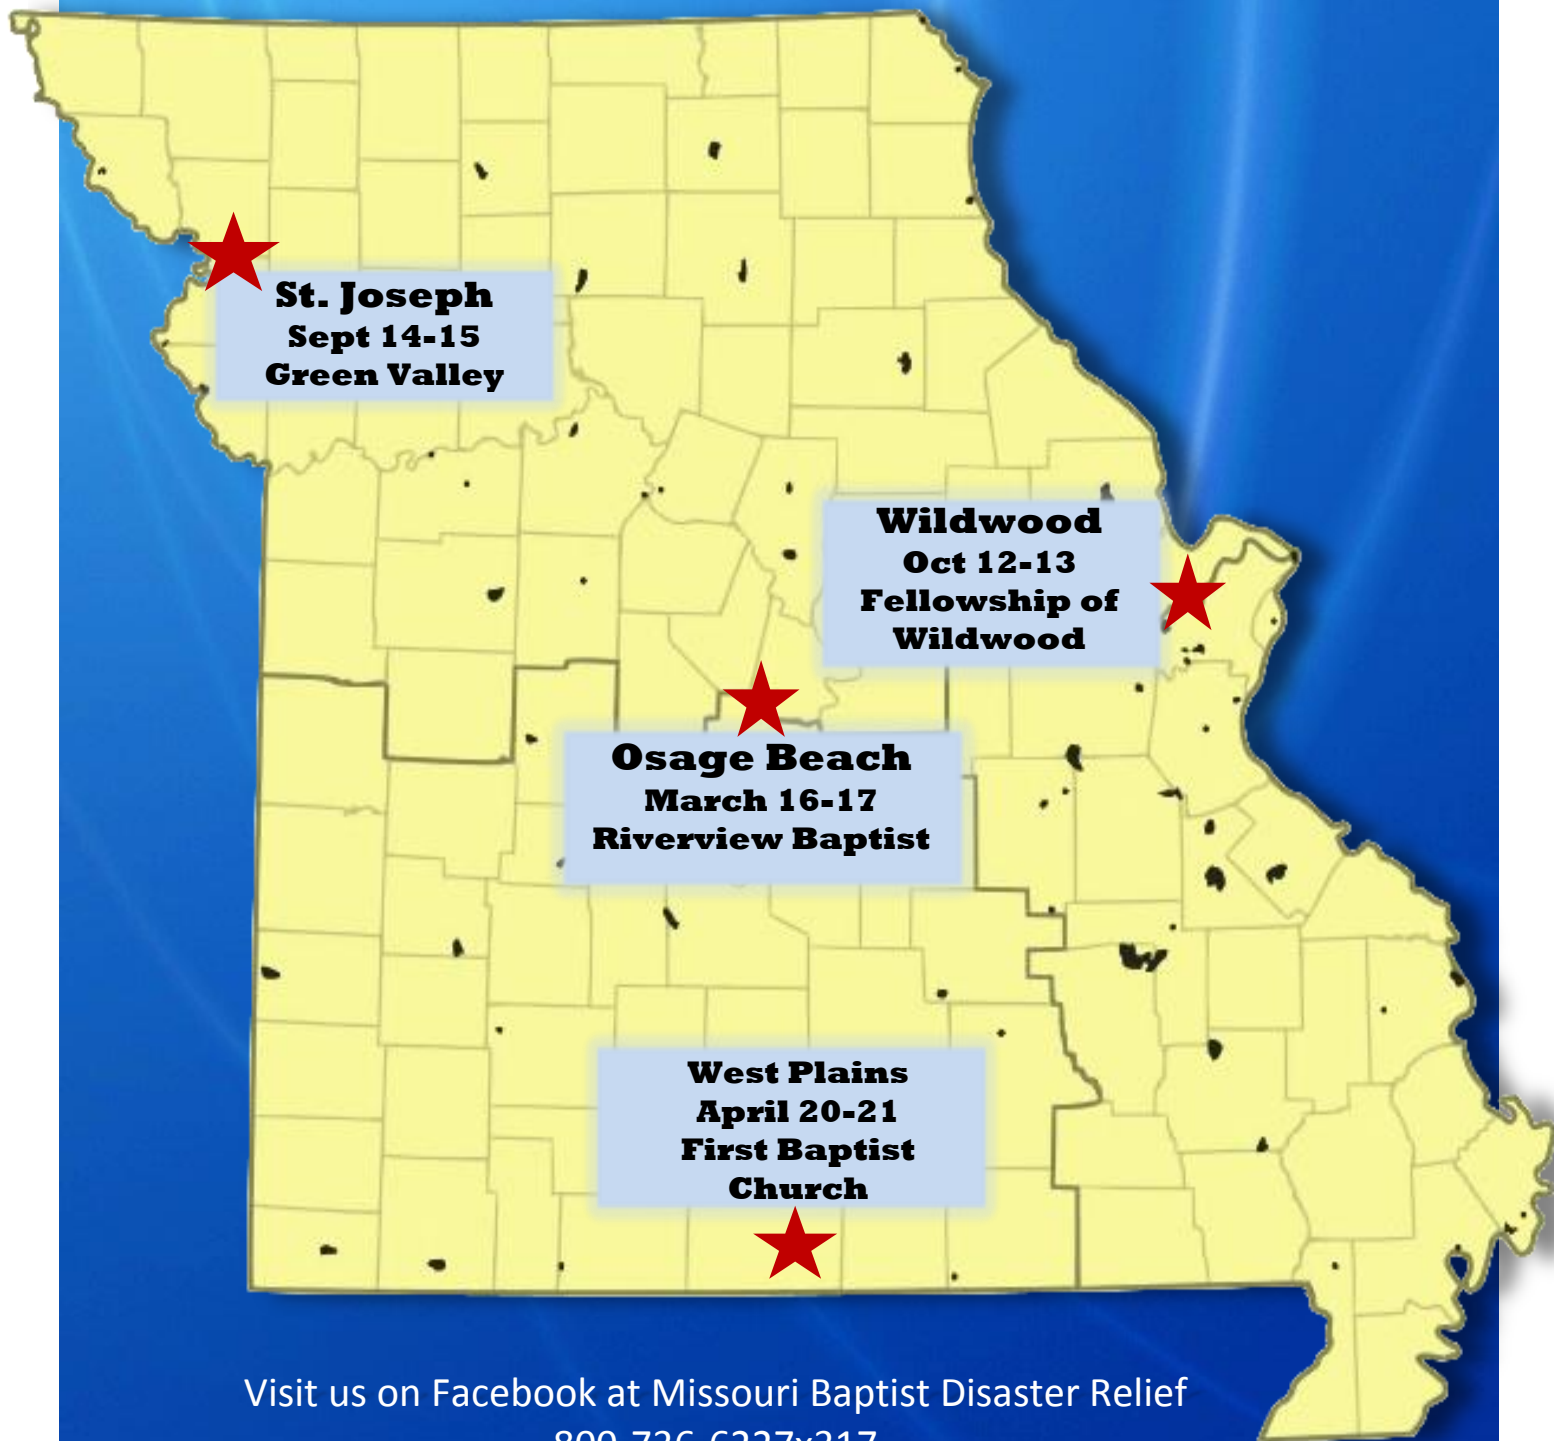 St. Joseph
Sept 14-15
Green Valley
Wildwood
Oct 12-13
Fellowship of
Wildwood
Osage Beach
March 16-17
Riverview Baptist
West Plains
April 20-21
First Baptist
Church
Visit us on Facebook at Missouri Baptist Disaster Relief